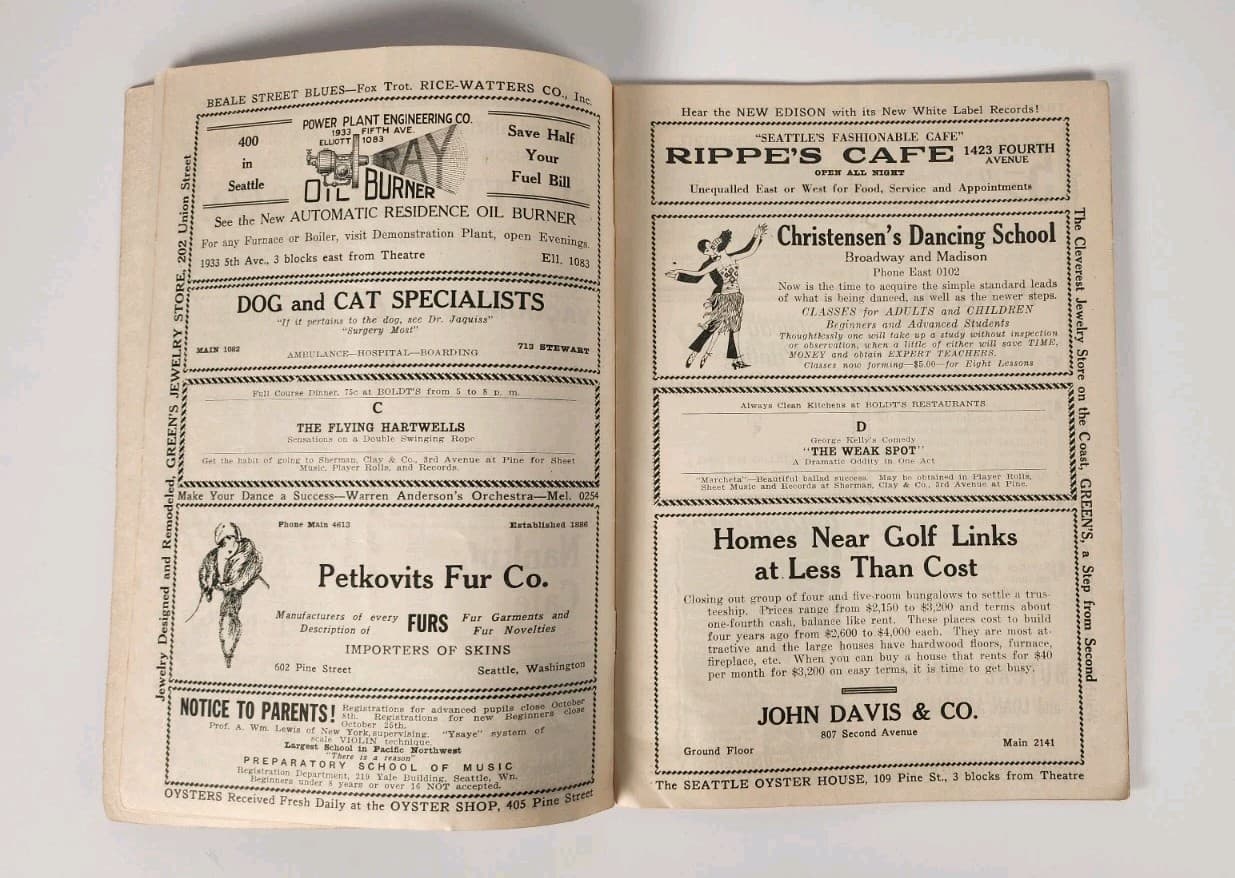 BEALE STREET BLUES—Fox Trot. RICE-WATTERS CO., Inc.
Jewelry Designed and Remodeled, GREEN'S JEWELRY STORE, 202 Union Street
400
in
Seattle
POWER PLANT ENGINEERING CO.
1933 FIFTH AVE.
ELLIOTT 1083
RAY
OIL BURNER
Save Half
Your
Fuel Bill
See the New AUTOMATIC RESIDENCE OIL BURNER
For any Furnace or Boiler, visit Demonstration Plant, open Evenings.
1933 5th Ave., 3 blocks east from Theatre Ell. 1083
DOG and CAT SPECIALISTS
"If it pertains to the dog, see Dr. Jaquiss"
"Surgery Most"
MAIN 1082 AMBULANCE—HOSPITAL—BOARDING 713 STEWART
Full Course Dinner, 75c at BOLDT'S from 5 to 8 p. m.
C
THE FLYING HARTWELLS
Sensations on a Double Swinging Rope
Get the habit of going to Sherman, Clay & Co., 3rd Avenue at Pine for Sheet
Music, Player Rolls, and Records.
Make Your Dance a Success—Warren Anderson's Orchestra—Mel. 0254
Phone Main 4613 Established 1886
Petkovits Fur Co.
Manufacturers of every
Description of
FURS
Fur Garments and
Fur Novelties
IMPORTERS OF SKINS
602 Pine Street Seattle, Washington
NOTICE TO PARENTS!
Registrations for advanced pupils close October
8th. Registrations for new Beginners close
October 25th.
Prof. A. Wm. Lewis of New York, supervising. "Ysaye" system of
scale VIOLIN technique.
Largest School in Pacific Northwest
"There is a reason"
PREPARATORY SCHOOL OF MUSIC
Registration Department, 219 Yale Building, Seattle, Wn.
Beginners under 8 years or over 16 NOT accepted.
OYSTERS Received Fresh Daily at the OYSTER SHOP, 405 Pine Street
Hear the NEW EDISON with its New White Label Records!
"SEATTLE'S FASHIONABLE CAFE"
RIPPE'S CAFE 1423 FOURTH
AVENUE
OPEN ALL NIGHT
Unequalled East or West for Food, Service and Appointments
Christensen's Dancing School
Broadway and Madison
Phone East 0102
Now is the time to acquire the simple standard leads
of what is being danced, as well as the newer steps.
CLASSES for ADULTS and CHILDREN
Beginners and Advanced Students
Thoughtlessly one will take up a study without inspection
or observation, when a little of either will save TIME,
MONEY and obtain EXPERT TEACHERS.
Classes now forming—$5.00—for Eight Lessons
Always Clean Kitchens at BOLDT'S RESTAURANTS
D
George Kelly's Comedy
"THE WEAK SPOT"
A Dramatic Oddity in One Act
"Marcheta"—Beautiful ballad success. May be obtained in Player Rolls,
Sheet Music and Records at Sherman, Clay & Co., 3rd Avenue at Pine.
Homes Near Golf Links
at Less Than Cost
Closing out group of four and five-room bungalows to settle a trus-
teeship. Prices range from $2,150 to $3,200 and terms about
one-fourth cash, balance like rent. These places cost to build
four years ago from $2,600 to $4,000 each. They are most at-
tractive and the large houses have hardwood floors, furnace,
fireplace, etc. When you can buy a house that rents for $40
per month for $3,200 on easy terms, it is time to get busy.
JOHN DAVIS & CO.
807 Second Avenue
Ground Floor Main 2141
The SEATTLE OYSTER HOUSE, 109 Pine St., 3 blocks from Theatre
The Cleverest Jewelry Store on the Coast, GREEN'S, a Step from Second